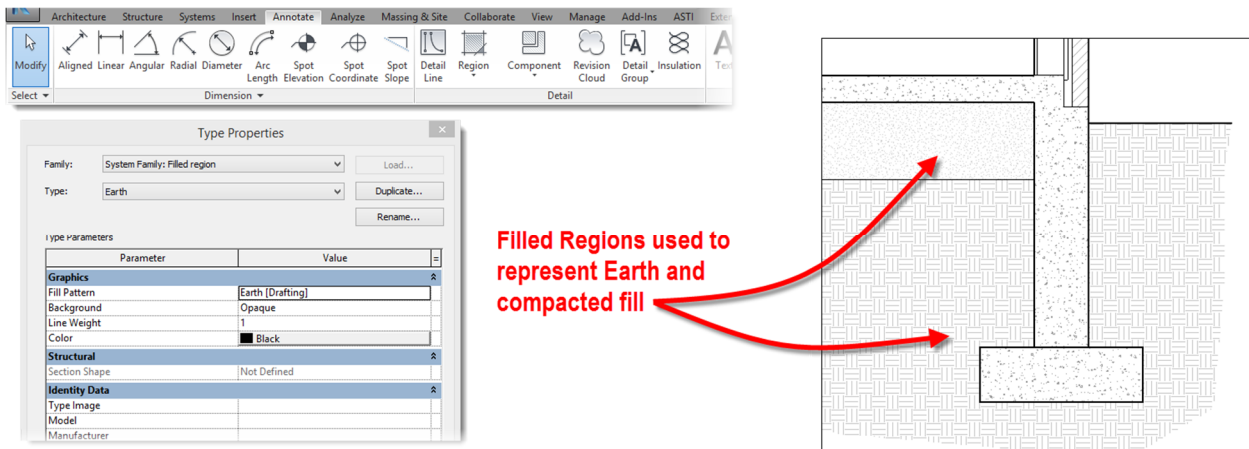 Architecture Structure Systems Insert Annotate Analyze Massing & Site Collaborate View Manage Add-Ins ASTI Exten
Modify Aligned Linear Angular Radial Diameter Arc Length Spot Elevation Spot Coordinate Spot Slope Detail Line Region Component Revision Cloud Detail Group Insulation Text
Select Dimension Detail
Type Properties
Family: System Family: Filled region Load...
Type: Earth Duplicate...
Rename...
Type Parameters
Parameter Value =
Graphics
Fill Pattern Earth [Drafting]
Background Opaque
Line Weight 1
Color Black
Structural
Section Shape Not Defined
Identity Data
Type Image
Model
Manufacturer
Filled Regions used to
represent Earth and
compacted fill